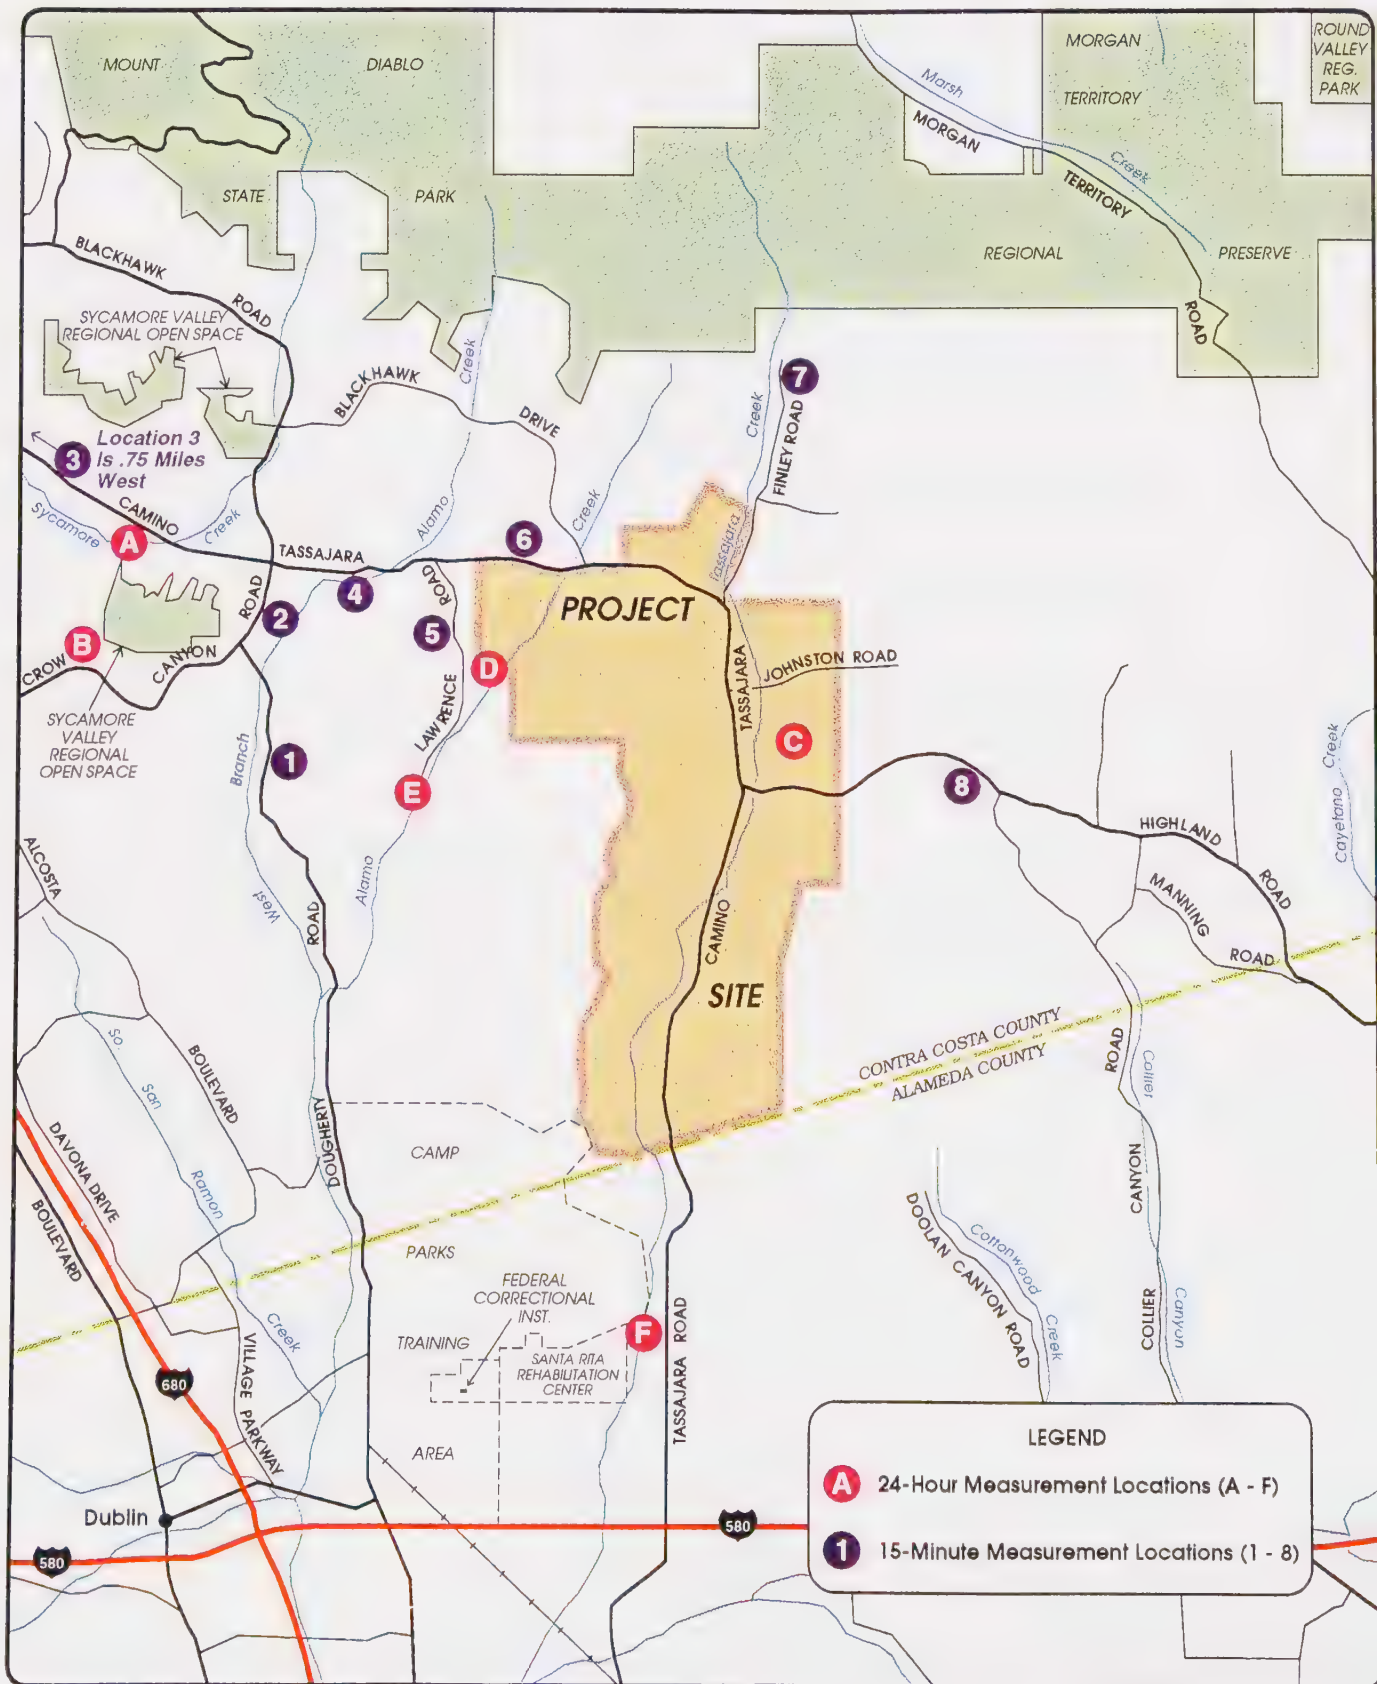 MOUNT
DIABLO
STATE
PARK
MORGAN
TERRITORY
REGIONAL
PRESERVE
ROUND
VALLEY
REG.
PARK
Marsh
Creek
MORGAN
TERRITORY
ROAD
BLACKHAWK
ROAD
SYCAMORE VALLEY
REGIONAL OPEN SPACE
BLACKHAWK
DRIVE
Creek
Alamo
Creek
Creek
7
FINLEY ROAD
3
Location 3
Is .75 Miles
West
CAMINO
TASSAJARA
Sycamore
Creek
A
6
Tassajara
ROAD
2
4
ROAD
5
LAWRENCE
PROJECT
B
CROW
CANYON
D
TASSAJARA
JOHNSTON ROAD
SYCAMORE
VALLEY
REGIONAL
OPEN SPACE
Branch
West
1
E
C
8
Creek
Cayetano
HIGHLAND
ROAD
MANNING
ROAD
ALCOSTA
BOULEVARD
Alamo
ROAD
DOUGHERTY
CAMINO
SITE
CONTRA COSTA COUNTY
ALAMEDA COUNTY
ROAD
CANYON
COLLIER
Collier
Canyon
So.
San
Ramon
Creek
DAVONA DRIVE
BOULEVARD
CAMP
PARKS
TRAINING
AREA
FEDERAL
CORRECTIONAL
INST.
SANTA RITA
REHABILITATION
CENTER
F
TASSAJARA ROAD
DOOLAN CANYON ROAD
Cottonwood
Creek
VILLAGE PARKWAY
680
Dublin
580
580
LEGEND
A 24-Hour Measurement Locations (A - F)
1 15-Minute Measurement Locations (1 - 8)